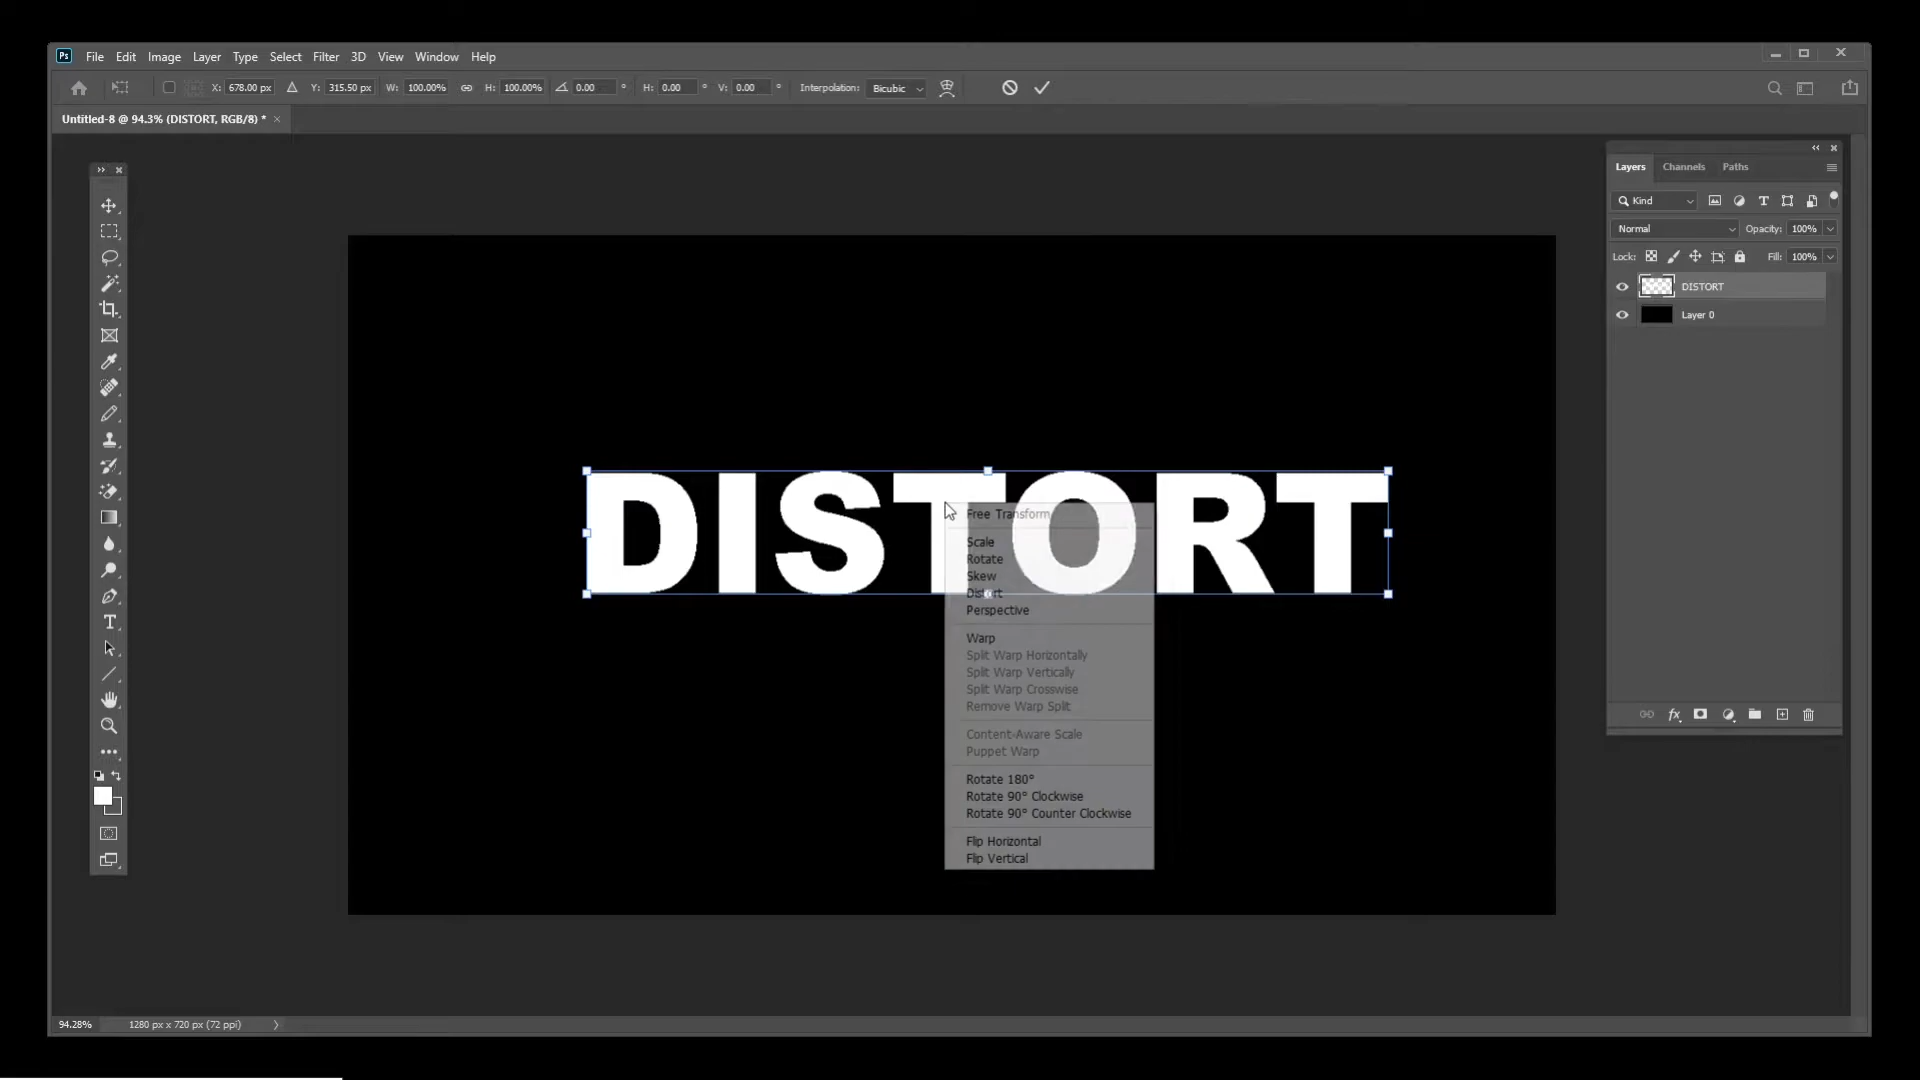 Ps File Edit Image Layer Type Select Filter 3D View Window Help
X: 678.00 px Y: 315.50 px W: 100.00% H: 100.00% 0.00 ° H: 0.00 ° V: 0.00 ° Interpolation: Bicubic
Untitled-8 @ 94.3% (DISTORT, RGB/8) * ×
Layers Channels Paths
Kind
Normal Opacity: 100%
Lock: Fill: 100%
DISTORT
Layer 0
DISTORT
Free Transform
Scale
Rotate
Skew
Distort
Perspective
Warp
Split Warp Horizontally
Split Warp Vertically
Split Warp Crosswise
Remove Warp Split
Content-Aware Scale
Puppet Warp
Rotate 180°
Rotate 90° Clockwise
Rotate 90° Counter Clockwise
Flip Horizontal
Flip Vertical
94.28% 1280 px x 720 px (72 ppi)